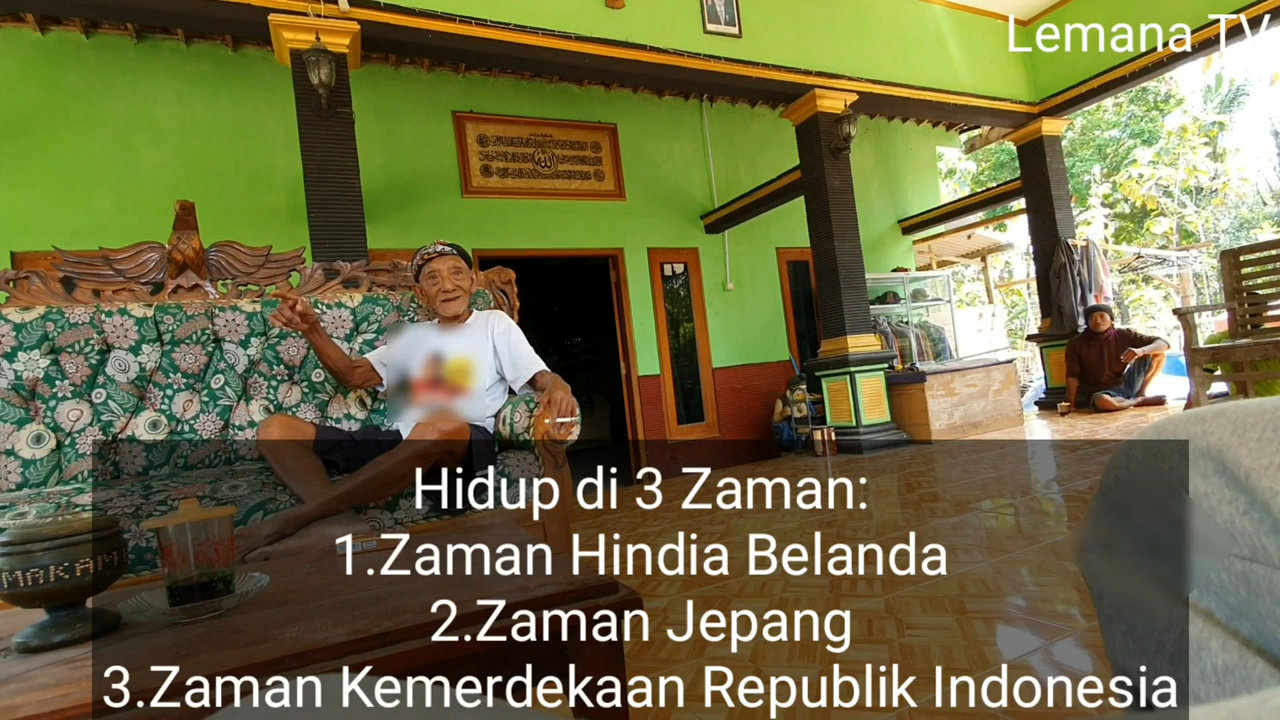 Lemana TV
MAKAM
Hidup di 3 Zaman:
1.Zaman Hindia Belanda
2.Zaman Jepang
3.Zaman Kemerdekaan Republik Indonesia